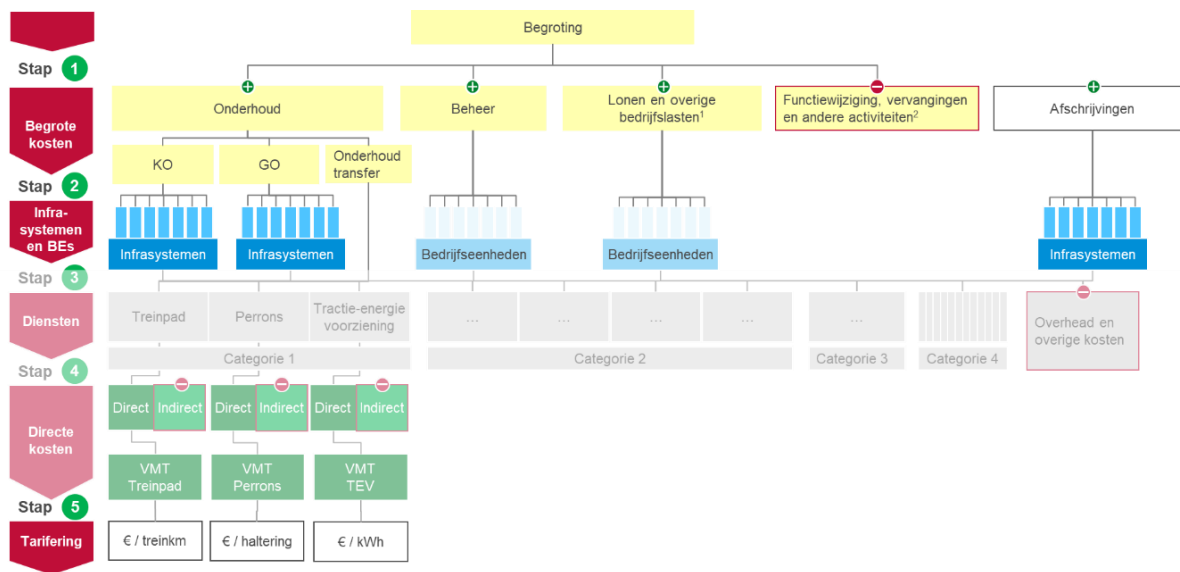 Begroting
Stap 1
Onderhoud
Beheer
Lonen en overige
bedrijfslasten¹
Functiewijziging, vervangingen
en andere activiteiten²
Afschrijvingen
Begrote
kosten
KO
GO
Onderhoud
transfer
Stap 2
Infra-
systemen
en BEs
Infrasystemen
Infrasystemen
Bedrijfseenheden
Bedrijfseenheden
Infrasystemen
Stap 3
Diensten
Treinpad
Perrons
Tractie-energie
voorziening
...
...
...
...
...
Overhead en
overige kosten
Categorie 1
Categorie 2
Categorie 3
Categorie 4
Stap 4
Directe
kosten
Direct
Indirect
Direct
Indirect
Direct
Indirect
VMT
Treinpad
VMT
Perrons
VMT
TEV
Stap 5
Tarifering
€ / treinkm
€ / haltering
€ / kWh